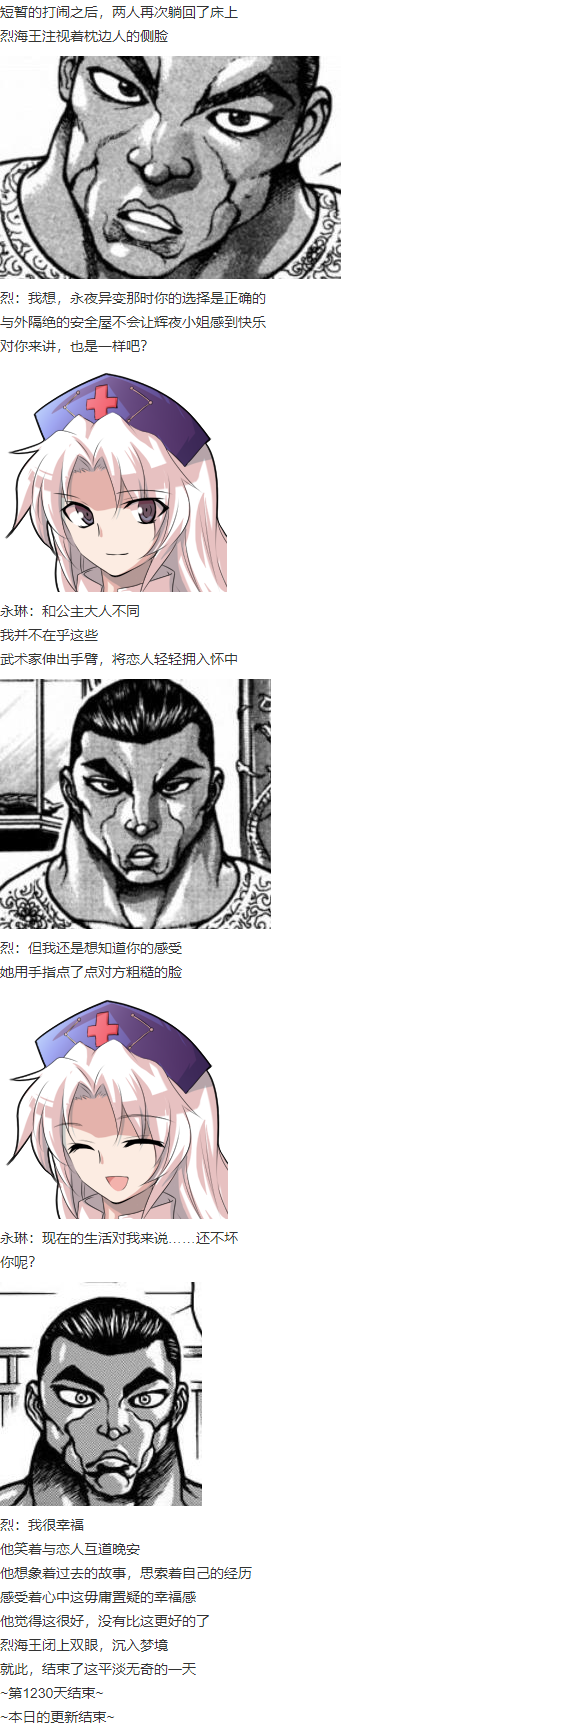 短暂的打闹之后，两人再次躺回了床上
烈海王注视着枕边人的侧脸
烈：我想，永夜异变那时你的选择是正确的
与外隔绝的安全屋不会让辉夜小姐感到快乐
对你来讲，也是一样吧？
永琳：和公主大人不同
我并不在乎这些
武术家伸出手臂，将恋人轻轻拥入怀中
烈：但我还是想知道你的感受
她用手指点了点对方粗糙的脸
永琳：现在的生活对我来说……还不坏
你呢？
烈：我很幸福
他笑着与恋人互道晚安
他想象着过去的故事，思索着自己的经历
感受着心中这毋庸置疑的幸福感
他觉得这很好，没有比这更好的了
烈海王闭上双眼，沉入梦境
就此，结束了这平淡无奇的一天
~第1230天结束~
~本日的更新结束~